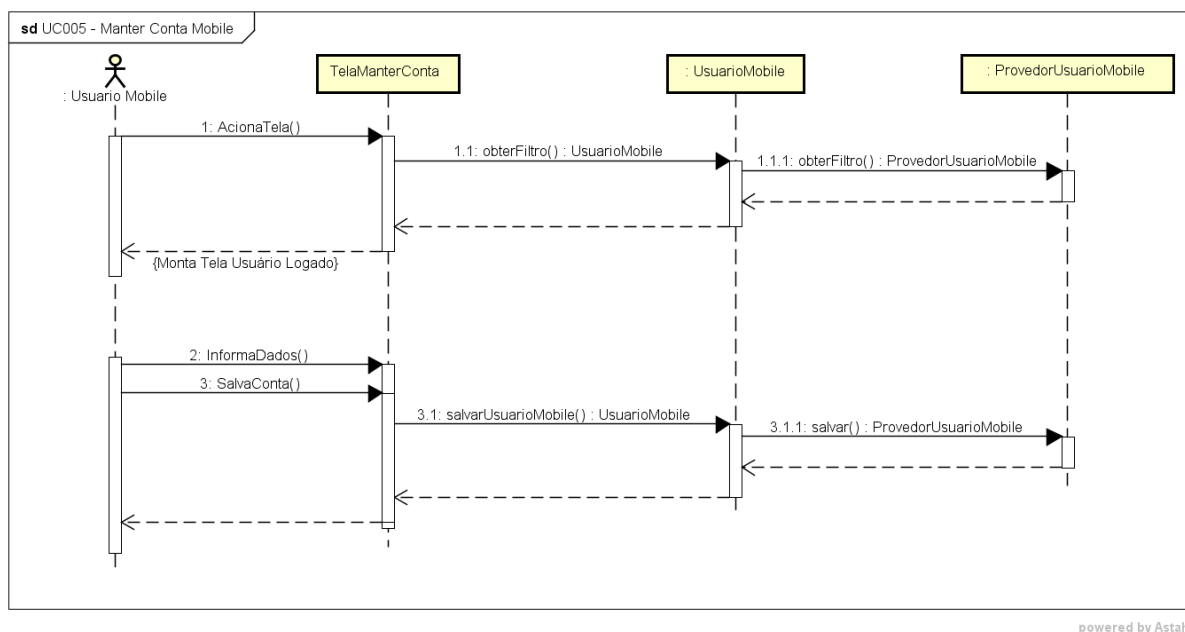 sd UC005 - Manter Conta Mobile
: Usuario Mobile
TelaManterConta
: UsuarioMobile
: ProvedorUsuarioMobile
1: AcionaTela()
1.1: obterFiltro() : UsuarioMobile
1.1.1: obterFiltro() : ProvedorUsuarioMobile
{Monta Tela Usuário Logado}
2: InformaDados()
3: SalvaConta()
3.1: salvarUsuarioMobile() : UsuarioMobile
3.1.1: salvar() : ProvedorUsuarioMobile
powered by Astah